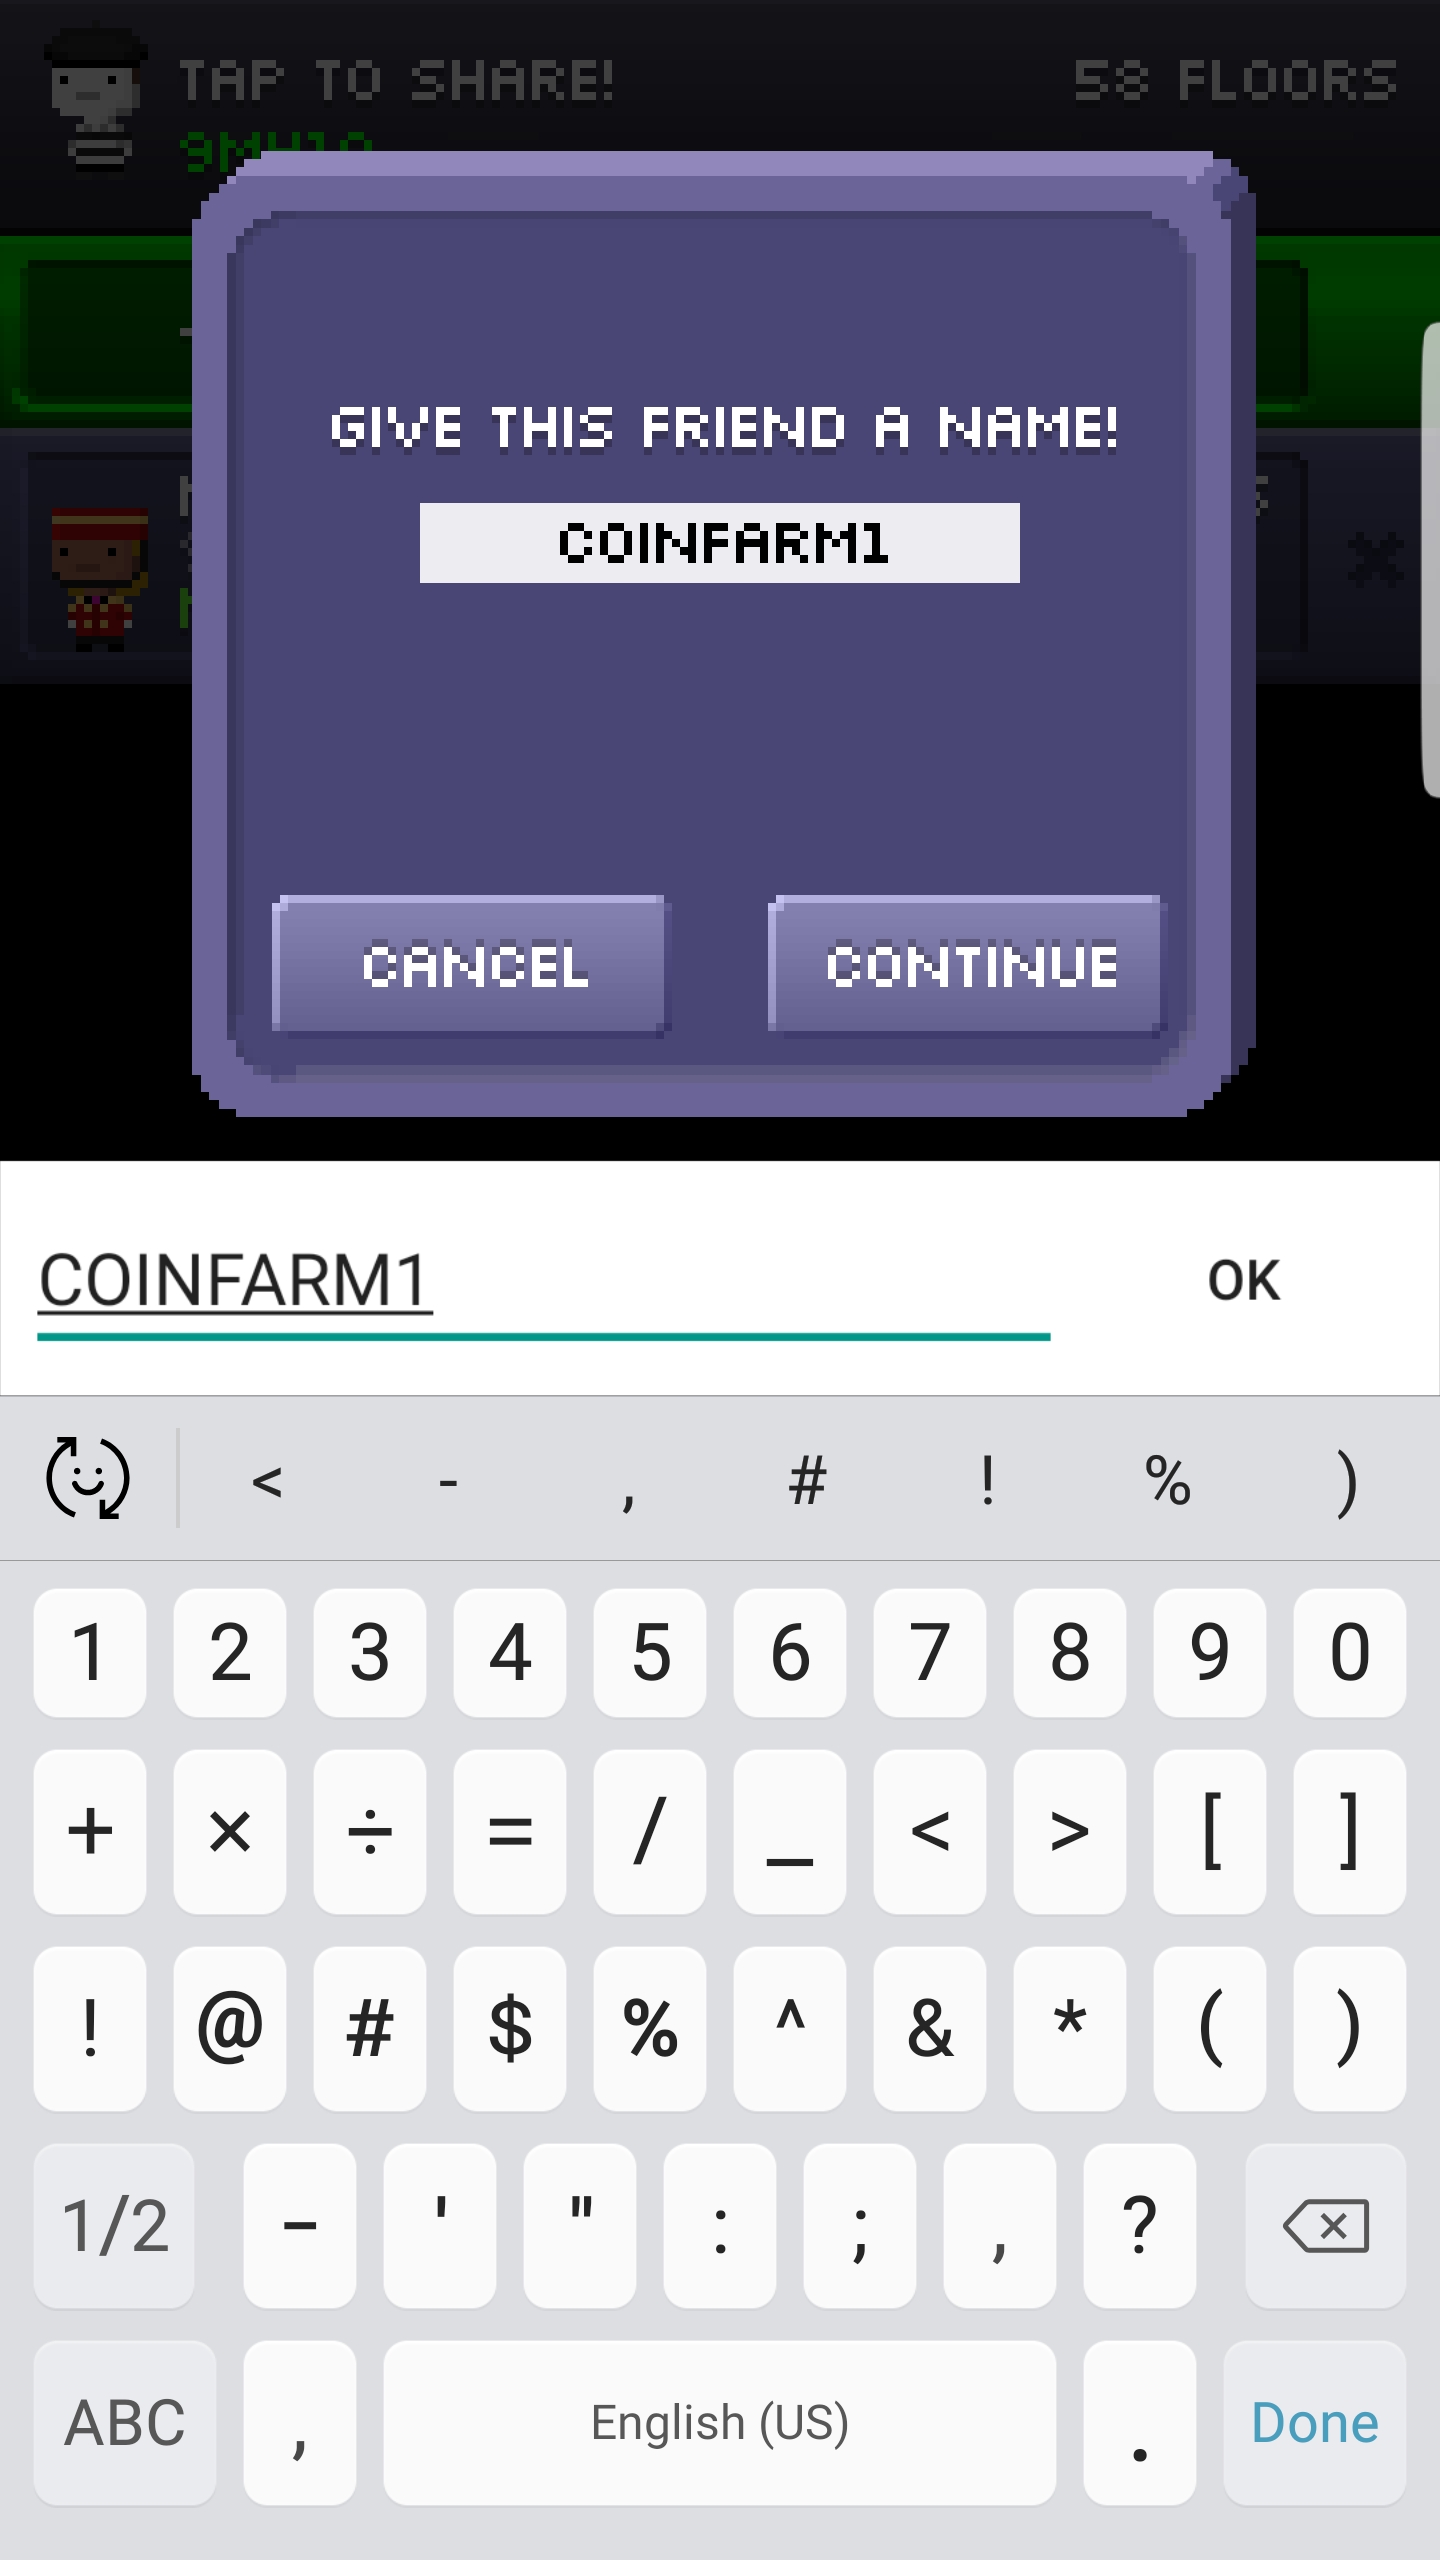 TAP TO SHARE!
58 FLOORS
GIVE THIS FRIEND A NAME!
COINFARM1
CANCEL
CONTINUE
COINFARM1
OK
< - , # ! % )
1 2 3 4 5 6 7 8 9 0
+ × ÷ = / _ < > [ ]
! @ # $ % ^ & * ( )
1/2 - ' " : ; , ?
ABC , English (US) . Done